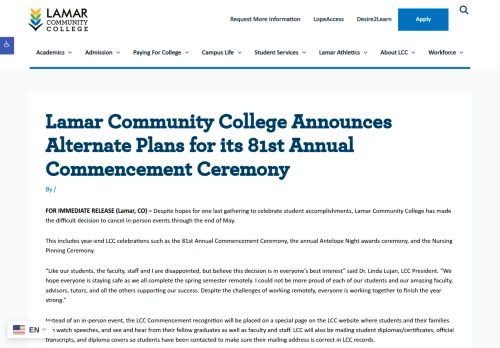 LAMAR
COMMUNITY
COLLEGE
Request More Information LopeAccess Desire2Learn Apply
Academics Admission Paying For College Campus Life Student Services Lamar Athletics About LCC Workforce
Lamar Community College Announces
Alternate Plans for its 81st Annual
Commencement Ceremony
By /
FOR IMMEDIATE RELEASE (Lamar, CO) – Despite hopes for one last gathering to celebrate student accomplishments, Lamar Community College has made
the difficult decision to cancel in-person events through the end of May.
This includes year-end LCC celebrations such as the 81st Annual Commencement Ceremony, the annual Antelope Night awards ceremony, and the Nursing
Pinning Ceremony.
“Like our students, the faculty, staff and I are disappointed, but believe this decision is in everyone’s best interest” said Dr. Linda Lujan, LCC President. “We
hope everyone is staying safe as we all complete the spring semester remotely. I could not be more proud of each of our students and our amazing faculty,
advisors, tutors, and all the others supporting our success. Despite the challenges of working remotely, everyone is working together to finish the year
strong.”
Instead of an in-person event, the LCC Commencement recognition will be placed on a special page on the LCC website where students and their families
watch speeches, and see and hear from their fellow graduates as well as faculty and staff. LCC will also be mailing student diplomas/certificates, official
EN
transcripts, and diploma covers so students have been contacted to make sure their mailing address is correct in LCC records.